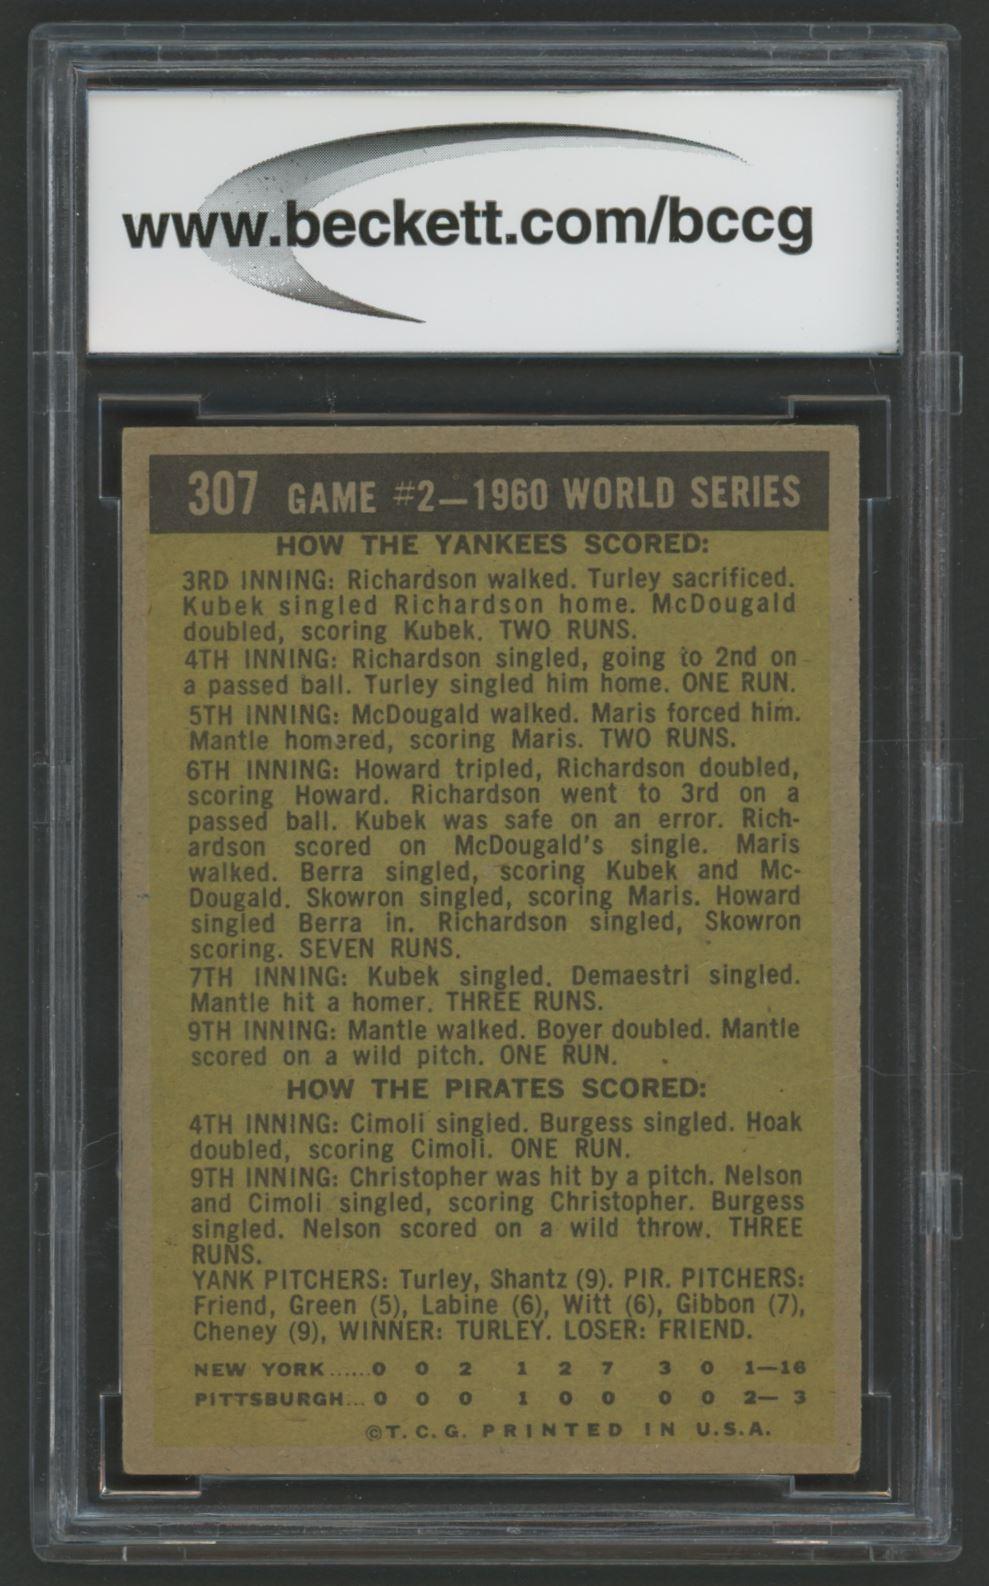 www.beckett.com/bccg
307 GAME #2—1960 WORLD SERIES
HOW THE YANKEES SCORED:
3RD INNING: Richardson walked. Turley sacrificed.
Kubek singled Richardson home. McDougald
doubled, scoring Kubek. TWO RUNS.
4TH INNING: Richardson singled, going to 2nd on
a passed ball. Turley singled him home. ONE RUN.
5TH INNING: McDougald walked. Maris forced him.
Mantle homered, scoring Maris. TWO RUNS.
6TH INNING: Howard tripled, Richardson doubled,
scoring Howard. Richardson went to 3rd on a
passed ball. Kubek was safe on an error. Rich-
ardson scored on McDougald's single. Maris
walked. Berra singled, scoring Kubek and Mc-
Dougald. Skowron singled, scoring Maris. Howard
singled Berra in. Richardson singled, Skowron
scoring. SEVEN RUNS.
7TH INNING: Kubek singled. Demaestri singled.
Mantle hit a homer. THREE RUNS.
9TH INNING: Mantle walked. Boyer doubled. Mantle
scored on a wild pitch. ONE RUN.
HOW THE PIRATES SCORED:
4TH INNING: Cimoli singled. Burgess singled. Hoak
doubled, scoring Cimoli. ONE RUN.
9TH INNING: Christopher was hit by a pitch. Nelson
and Cimoli singled, scoring Christopher. Burgess
singled. Nelson scored on a wild throw. THREE
RUNS.
YANK PITCHERS: Turley, Shantz (9). PIR. PITCHERS:
Friend, Green (5), Labine (6), Witt (6), Gibbon (7),
Cheney (9), WINNER: TURLEY. LOSER: FRIEND.
NEW YORK......0 0 2 1 2 7 3 0 1—16
PITTSBURGH...0 0 0 1 0 0 0 0 2— 3
©T.C.G. PRINTED IN U.S.A.